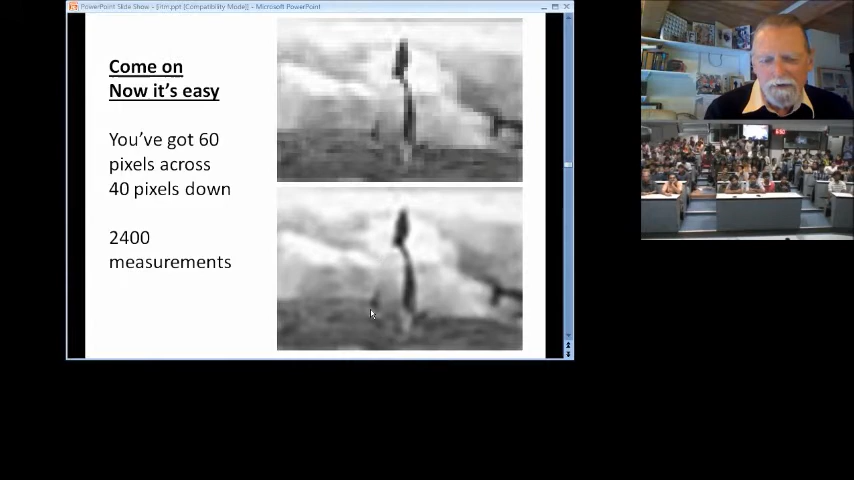 PowerPoint Slide Show - [itm.ppt [Compatibility Mode]] - Microsoft PowerPoint
Come on
Now it's easy
You've got 60
pixels across
40 pixels down
2400
measurements